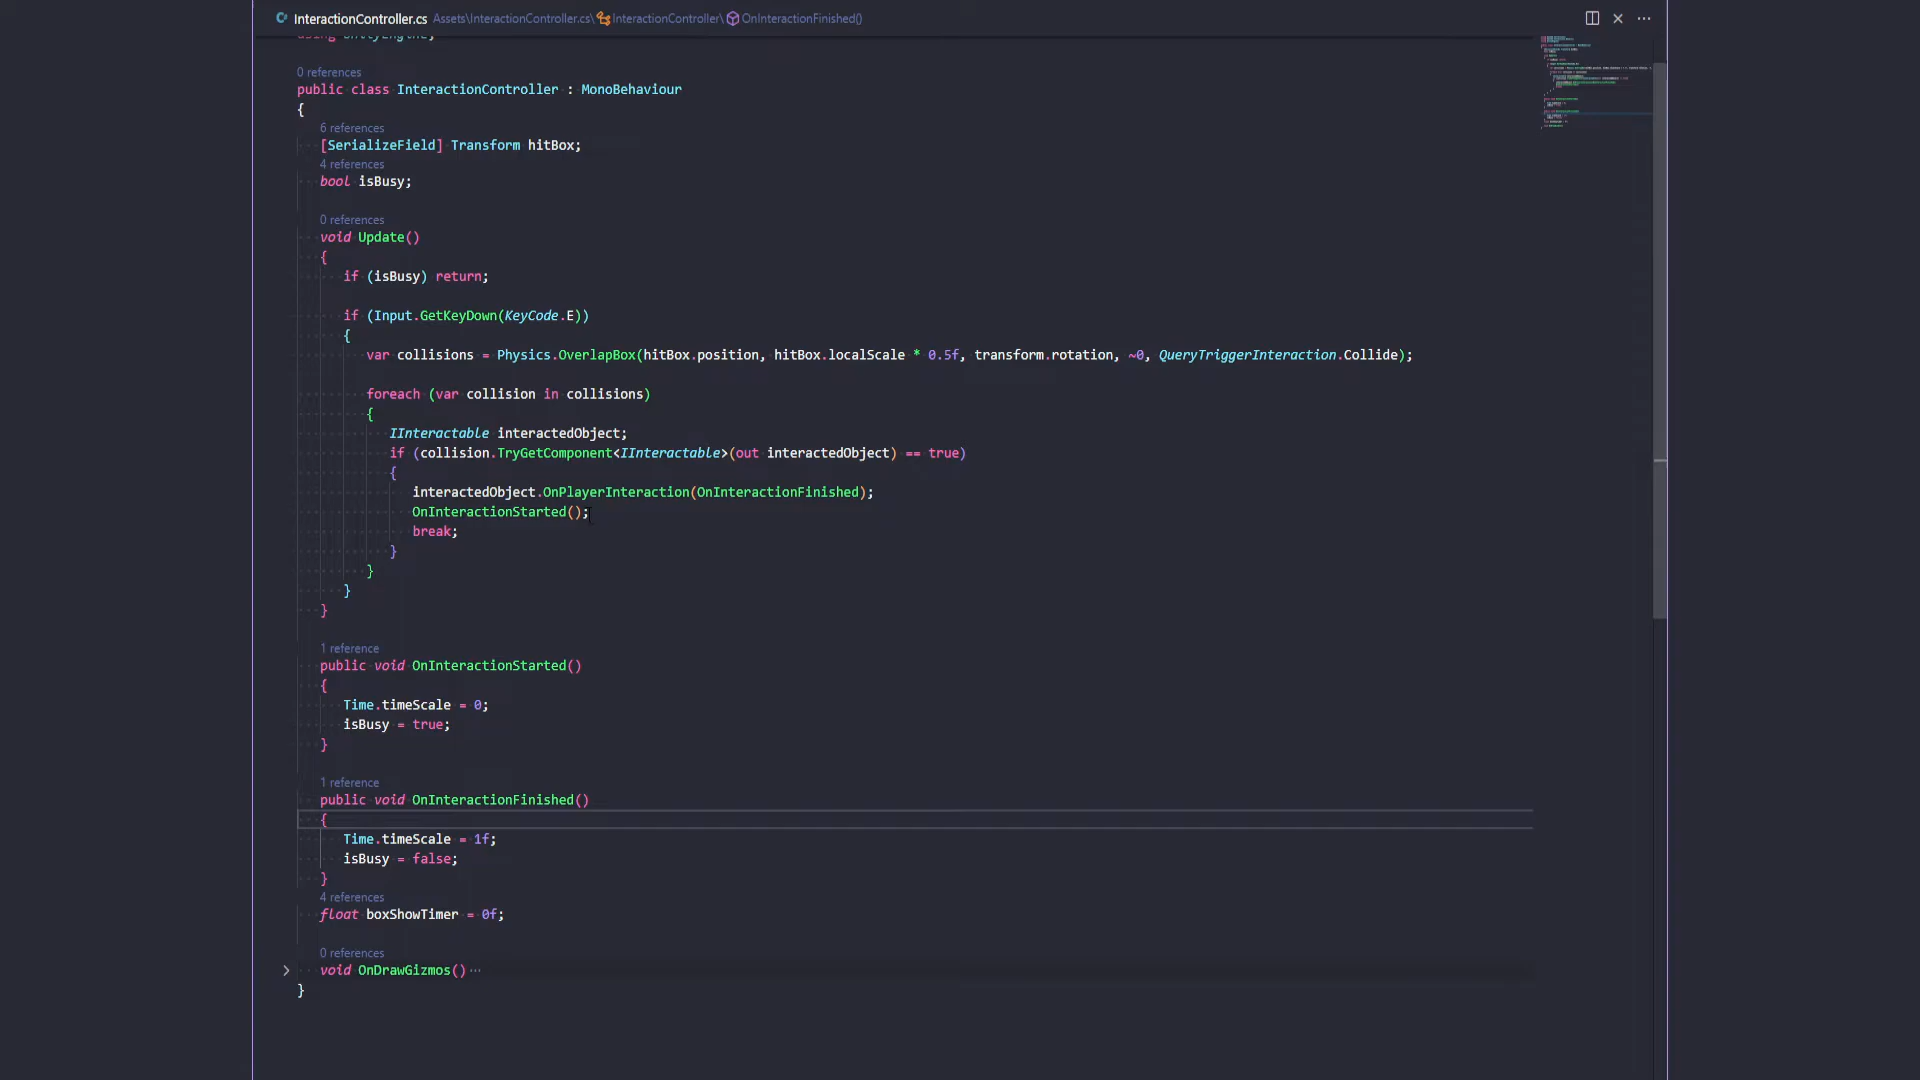 InteractionController.cs Assets\InteractionController.cs\ InteractionController\ OnInteractionFinished()
using UnityEngine;
0 references
public class InteractionController : MonoBehaviour
{
6 references
[SerializeField] Transform hitBox;
4 references
bool isBusy;
0 references
void Update()
{
if (isBusy) return;
if (Input.GetKeyDown(KeyCode.E))
{
var collisions = Physics.OverlapBox(hitBox.position, hitBox.localScale * 0.5f, transform.rotation, ~0, QueryTriggerInteraction.Collide);
foreach (var collision in collisions)
{
IInteractable interactedObject;
if (collision.TryGetComponent<IInteractable>(out interactedObject) == true)
{
interactedObject.OnPlayerInteraction(OnInteractionFinished);
OnInteractionStarted();
break;
}
}
}
}
1 reference
public void OnInteractionStarted()
{
Time.timeScale = 0;
isBusy = true;
}
1 reference
public void OnInteractionFinished()
{
Time.timeScale = 1f;
isBusy = false;
}
4 references
float boxShowTimer = 0f;
0 references
void OnDrawGizmos() ···
}